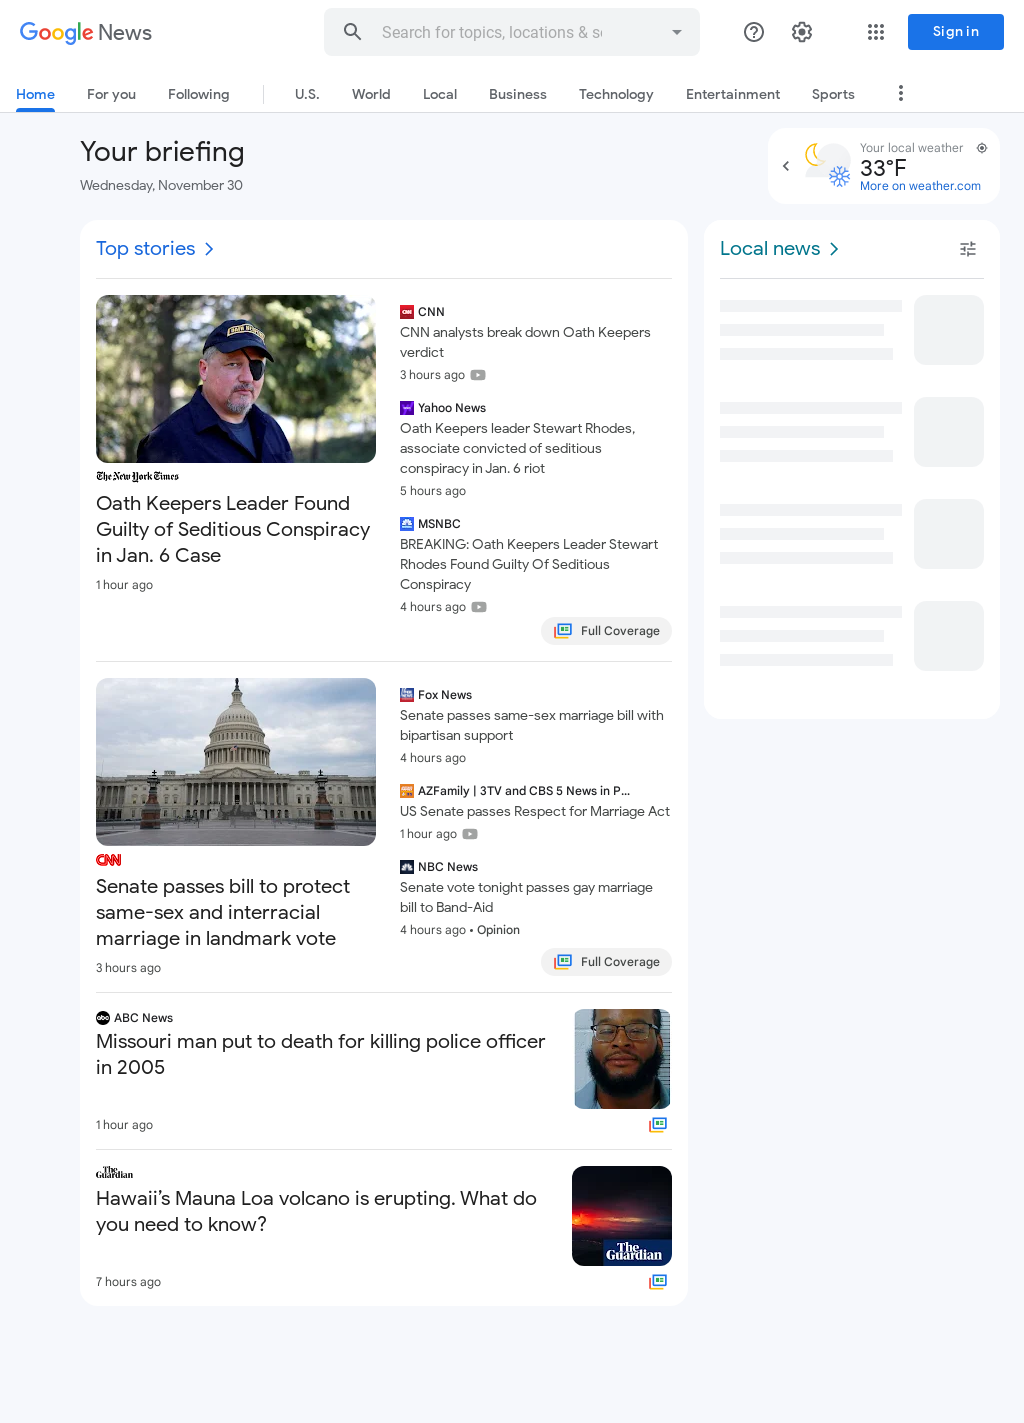 Google News
Search for topics, locations & so
Sign in
Home
For you
Following
U.S.
World
Local
Business
Technology
Entertainment
Sports
Your briefing
Wednesday, November 30
Your local weather
33°F
More on weather.com
Top stories
The New York Times
Oath Keepers Leader Found
Guilty of Seditious Conspiracy
in Jan. 6 Case
1 hour ago
CNN
CNN analysts break down Oath Keepers
verdict
3 hours ago
Yahoo News
Oath Keepers leader Stewart Rhodes,
associate convicted of seditious
conspiracy in Jan. 6 riot
5 hours ago
MSNBC
BREAKING: Oath Keepers Leader Stewart
Rhodes Found Guilty Of Seditious
Conspiracy
4 hours ago
Full Coverage
CNN
Senate passes bill to protect
same-sex and interracial
marriage in landmark vote
3 hours ago
Fox News
Senate passes same-sex marriage bill with
bipartisan support
4 hours ago
AZFamily | 3TV and CBS 5 News in P...
US Senate passes Respect for Marriage Act
1 hour ago
NBC News
Senate vote tonight passes gay marriage
bill to Band-Aid
4 hours ago • Opinion
Full Coverage
abc ABC News
Missouri man put to death for killing police officer
in 2005
1 hour ago
The
Guardian
Hawaii’s Mauna Loa volcano is erupting. What do
you need to know?
7 hours ago
The
Guardian
Local news